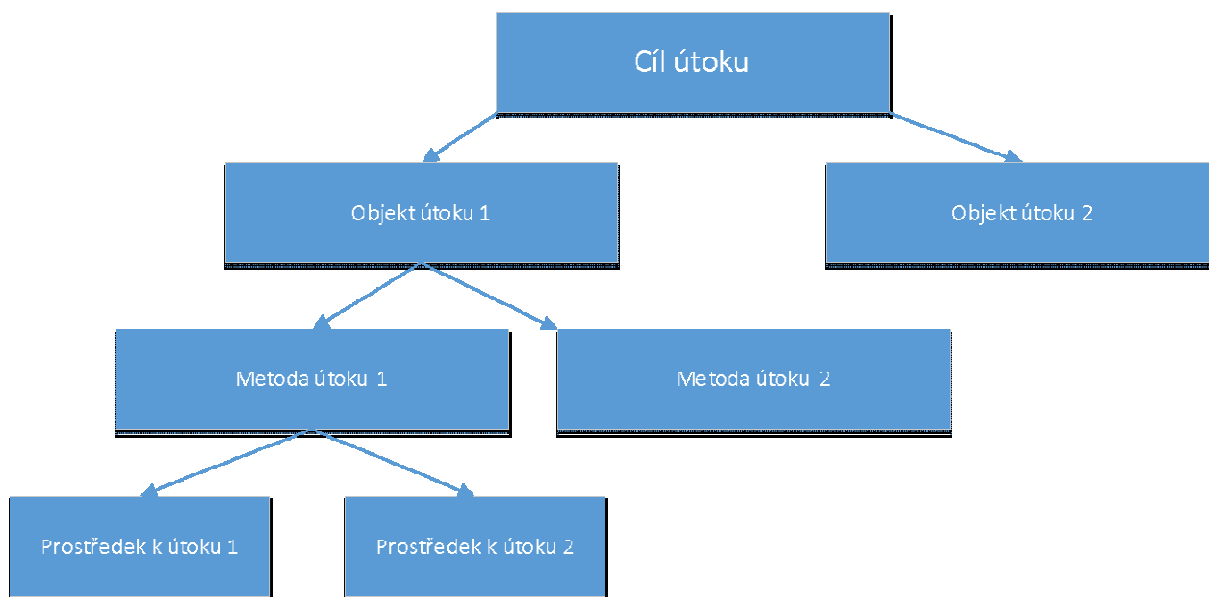 Cíl útoku
Objekt útoku 1
Objekt útoku 2
Metoda útoku 1
Metoda útoku 2
Prostředek k útoku 1
Prostředek k útoku 2